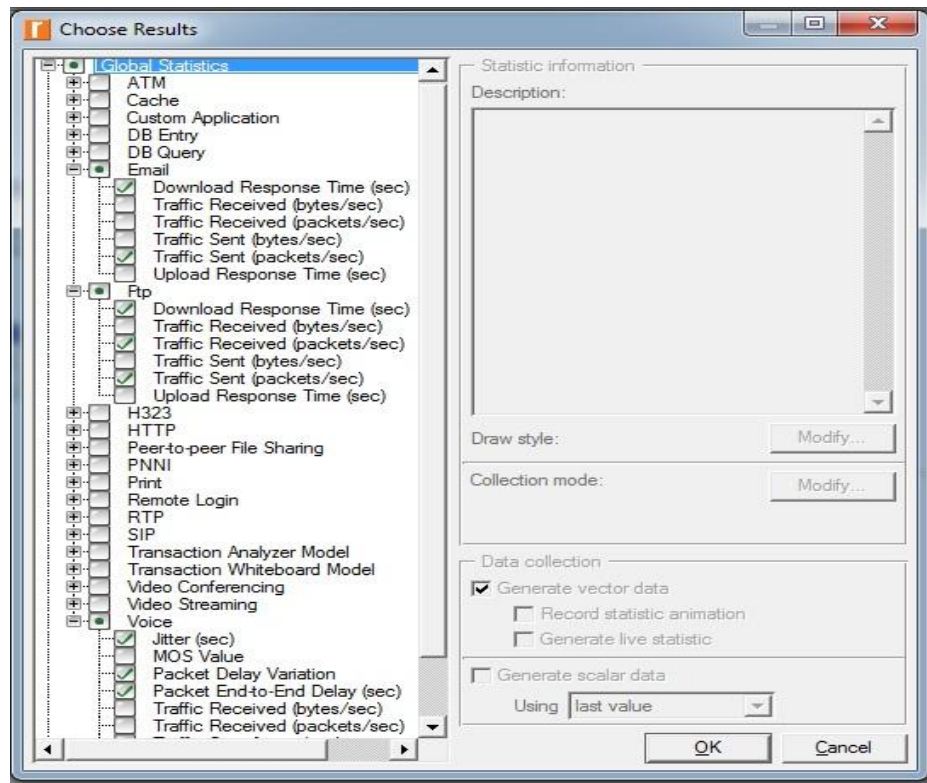 Choose Results
Global Statistics
ATM
Cache
Custom Application
DB Entry
DB Query
Email
Download Response Time (sec)
Traffic Received (bytes/sec)
Traffic Received (packets/sec)
Traffic Sent (bytes/sec)
Traffic Sent (packets/sec)
Upload Response Time (sec)
Ftp
Download Response Time (sec)
Traffic Received (bytes/sec)
Traffic Received (packets/sec)
Traffic Sent (bytes/sec)
Traffic Sent (packets/sec)
Upload Response Time (sec)
H323
HTTP
Peer-to-peer File Sharing
PNNI
Print
Remote Login
RTP
SIP
Transaction Analyzer Model
Transaction Whiteboard Model
Video Conferencing
Video Streaming
Voice
Jitter (sec)
MOS Value
Packet Delay Variation
Packet End-to-End Delay (sec)
Traffic Received (bytes/sec)
Traffic Received (packets/sec)
Statistic information
Description:
Draw style:
Modify...
Collection mode:
Modify...
Data collection
Generate vector data
Record statistic animation
Generate live statistic
Generate scalar data
Using last value
OK Cancel